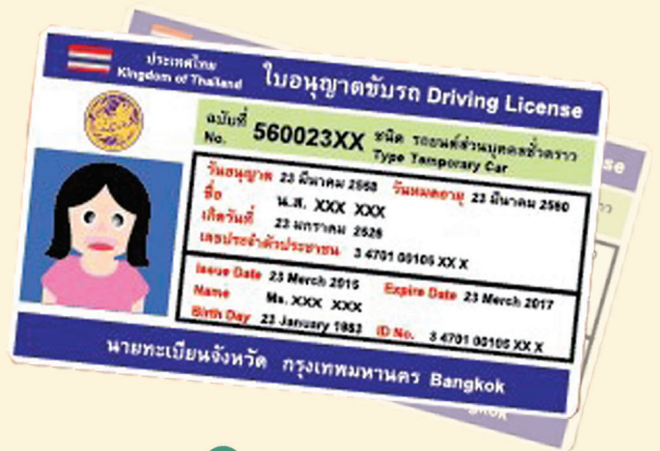 ประเทศไทย
Kingdom of Thailand
ใบอนุญาตขับรถ Driving License
ฉบับที่ 560023XX ชนิด รถยนต์ส่วนบุคคลชั่วคราว
No. Type Temporary Car
วันอนุญาต 23 มีนาคม 2558 วันหมดอายุ 23 มีนาคม 2560
ชื่อ น.ส. XXX XXX
เกิดวันที่ 23 มกราคม 2526
เลขประจำตัวประชาชน 3 4701 00105 XX X
Issue Date 23 Merch 2015 Expire Date 23 Merch 2017
Name Ms. XXX XXX
Birth Day 23 January 1983 ID No. 3 4701 00105 XX X
นายทะเบียนจังหวัด กรุงเทพมหานคร Bangkok